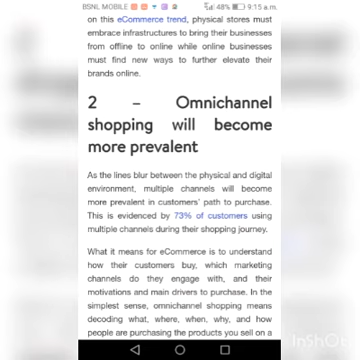 BSNL MOBILE 48% 9:15 a.m.
on this eCommerce trend, physical stores must
embrace infrastructures to bring their businesses
from offline to online while online businesses
must find new ways to further elevate their
brands online.
2 – Omnichannel
shopping will become
more prevalent
As the lines blur between the physical and digital
environment, multiple channels will become
more prevalent in customers' path to purchase.
This is evidenced by 73% of customers using
multiple channels during their shopping journey.
What it means for eCommerce is to understand
how their customers buy, which marketing
channels do they engage with, and their
motivations and main drivers to purchase. In the
simplest sense, omnichannel shopping means
decoding what, where, when, why, and how
people are purchasing the products you sell on a
InShOt